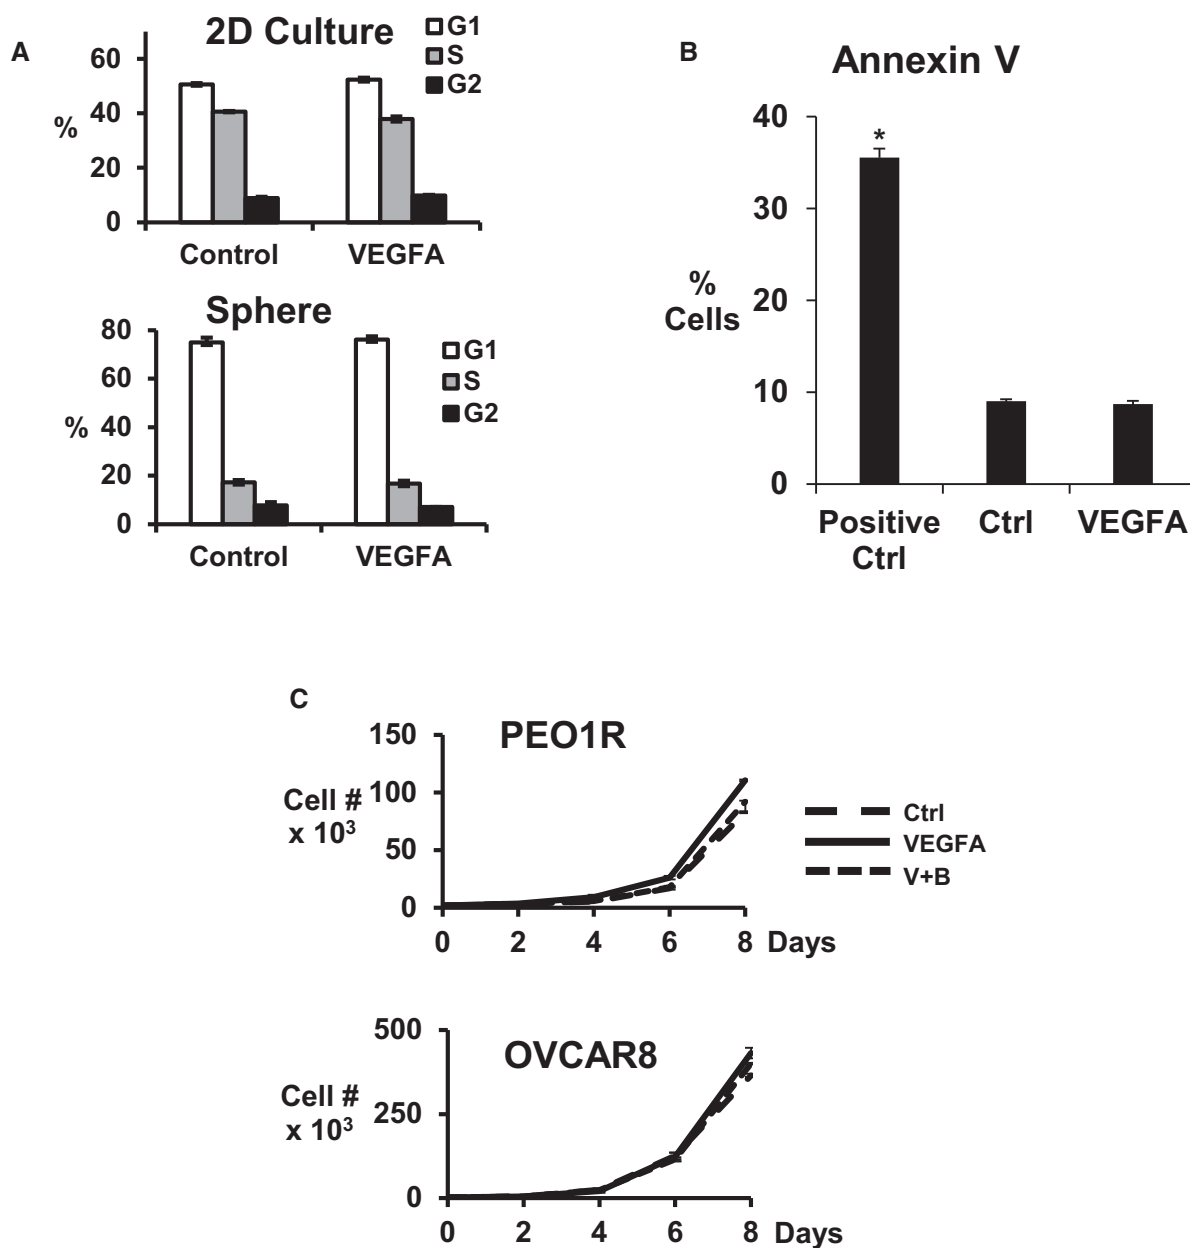 A
2D Culture
G1
S
G2
60
40
%
20
0
Control
VEGFA
Sphere
80
G1
60
S
G2
%
40
20
0
Control
VEGFA
B
Annexin V
40
*
30
%
Cells
20
10
0
Positive
Ctrl
Ctrl
VEGFA
C
PEO1R
150
Cell #
x 10³
100
50
0
0 2 4 6 8 Days
Ctrl
VEGFA
V+B
OVCAR8
500
Cell #
x 10³
250
0
0 2 4 6 8 Days